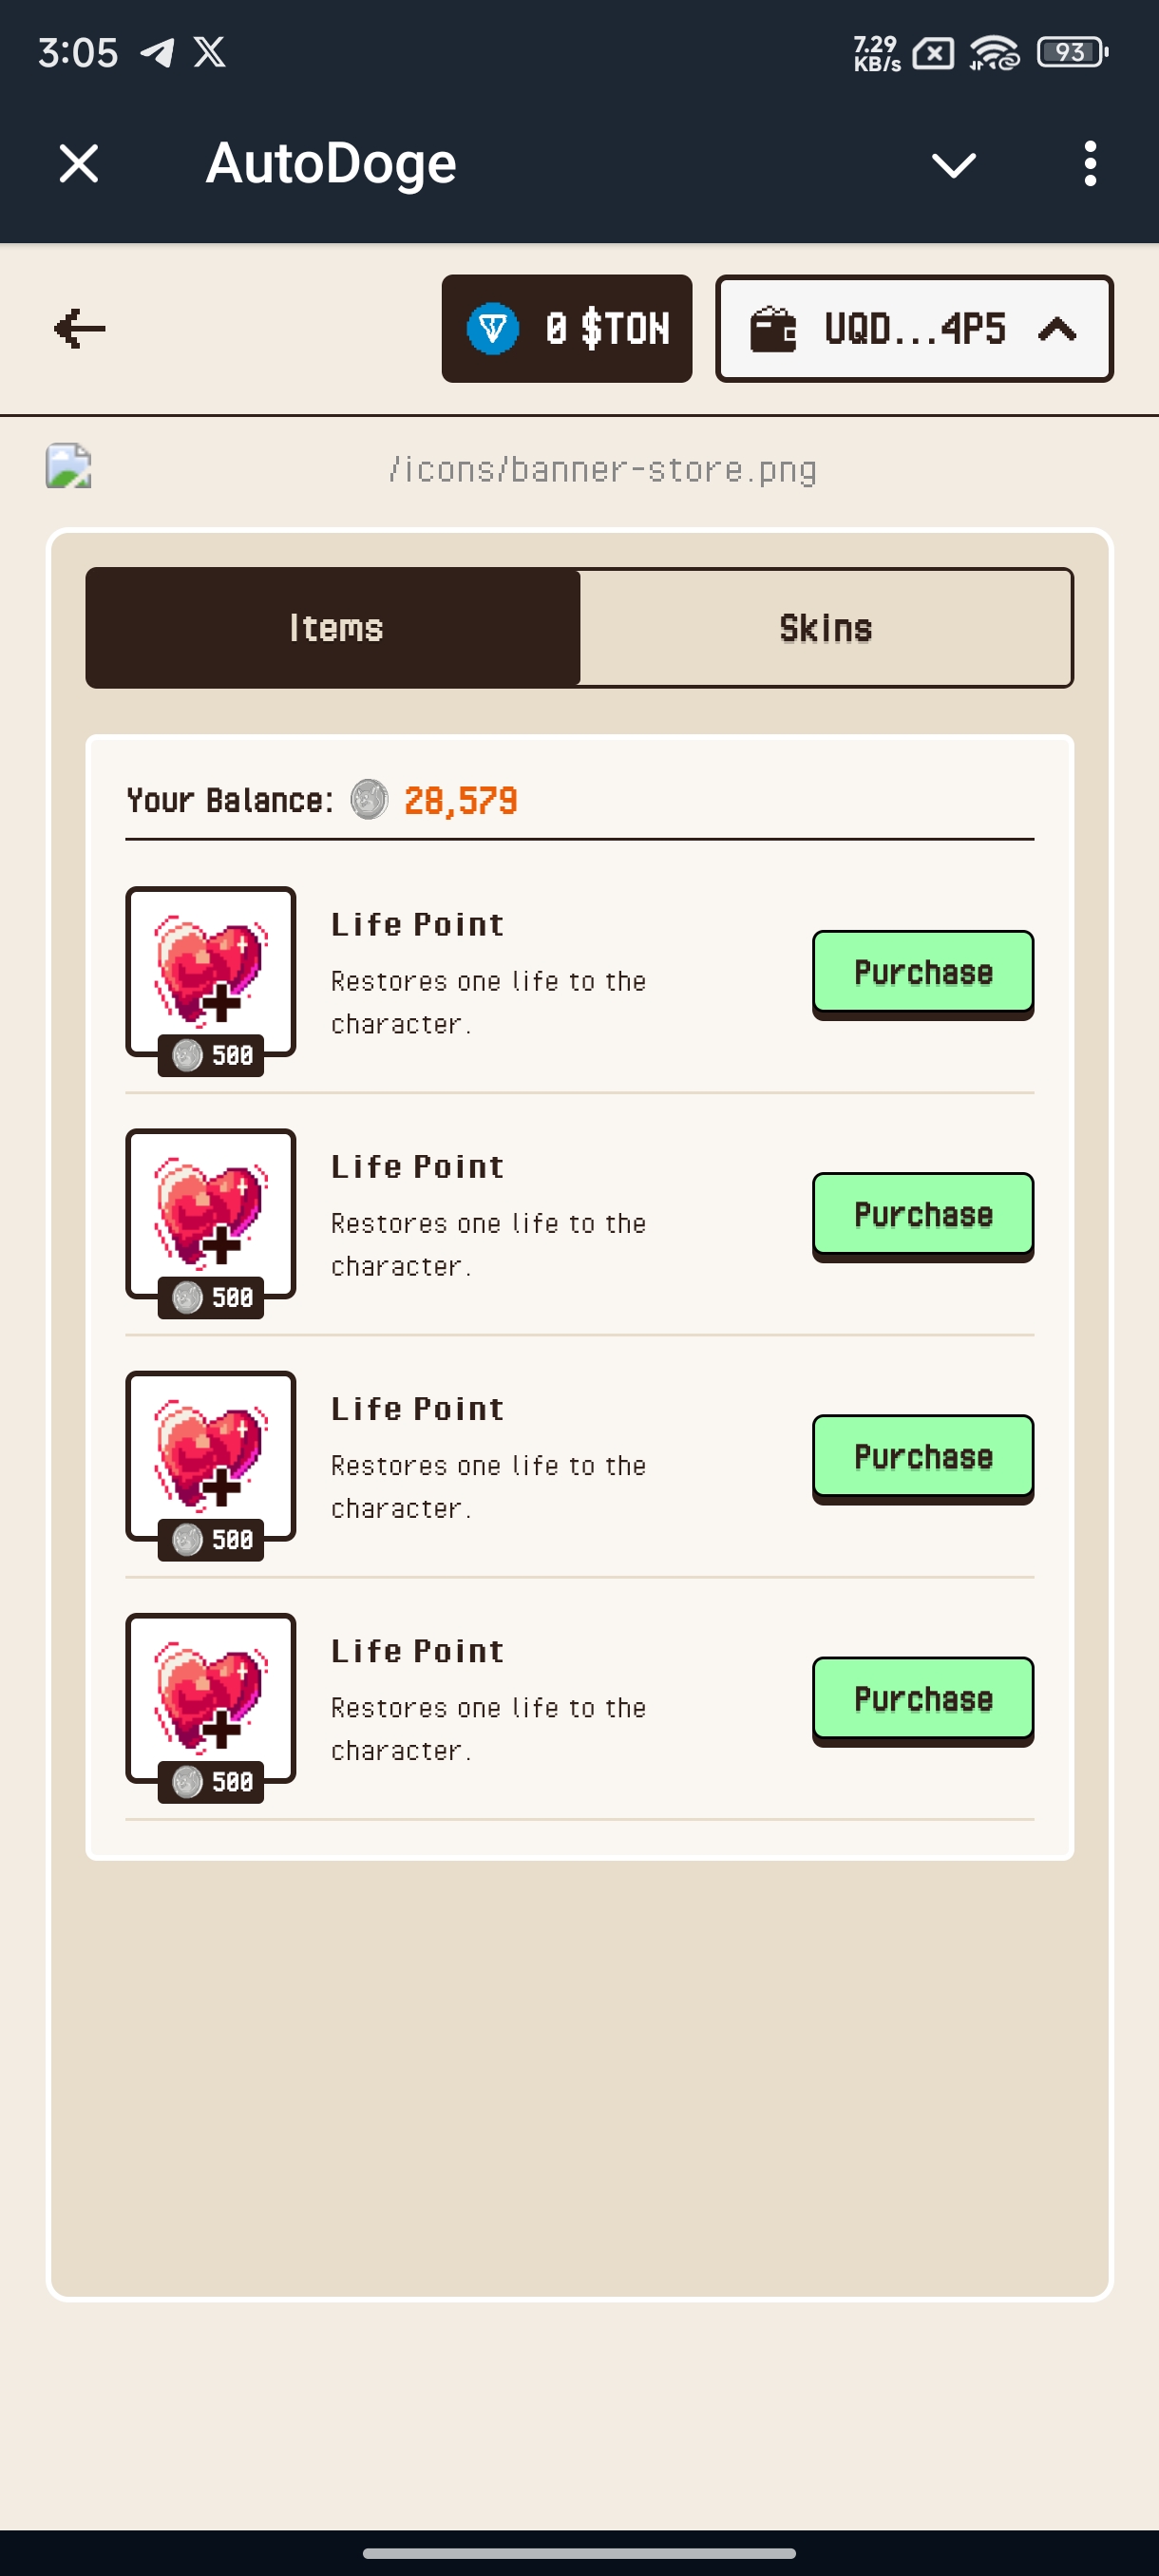 3:05
7.29
KB/s
93
AutoDoge
0 $TON
UQD...4P5
/icons/banner-store.png
Items
Skins
Your Balance: 28,579
Life Point
Restores one life to the
character.
500
Purchase
Life Point
Restores one life to the
character.
500
Purchase
Life Point
Restores one life to the
character.
500
Purchase
Life Point
Restores one life to the
character.
500
Purchase